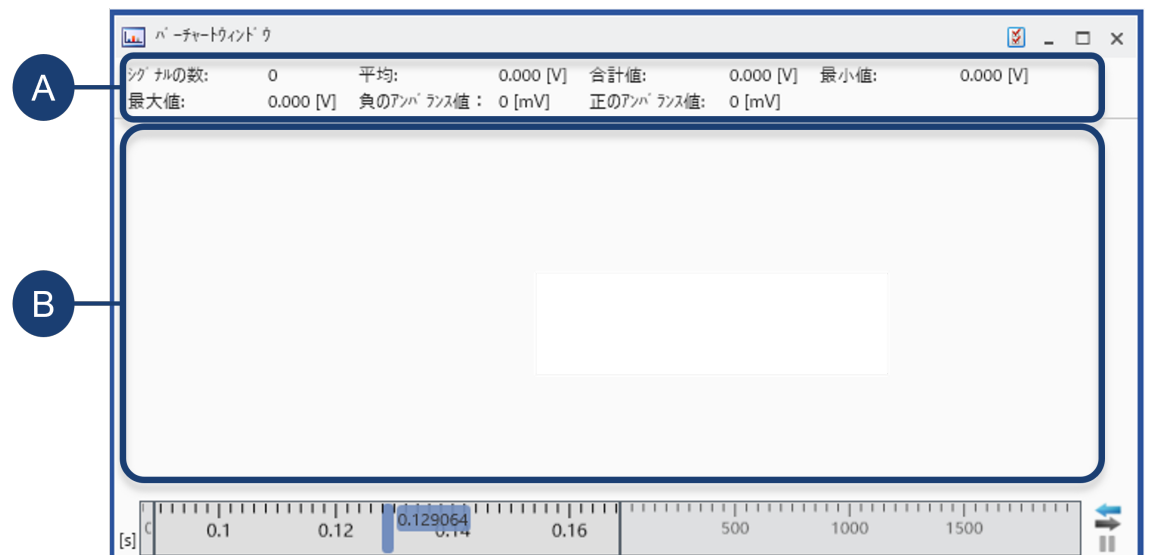 ﾊﾞｰﾁｬｰﾄｳｨﾝﾄﾞｳ
A
ｼｸﾞﾅﾙの数: 0 平均: 0.000 [V] 合計値: 0.000 [V] 最小値: 0.000 [V]
最大値: 0.000 [V] 負のｱﾝﾊﾞﾗﾝｽ値： 0 [mV] 正のｱﾝﾊﾞﾗﾝｽ値: 0 [mV]
B
0.129064
[s] 0.1 0.12 0.14 0.16 500 1000 1500